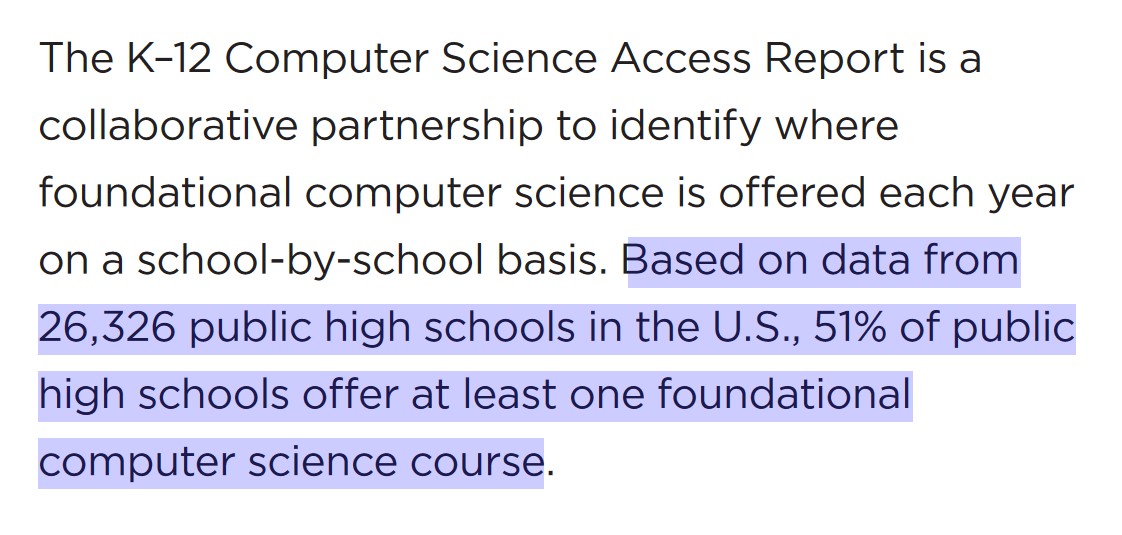 The K–12 Computer Science Access Report is a
collaborative partnership to identify where
foundational computer science is offered each year
on a school-by-school basis. Based on data from
26,326 public high schools in the U.S., 51% of public
high schools offer at least one foundational
computer science course.